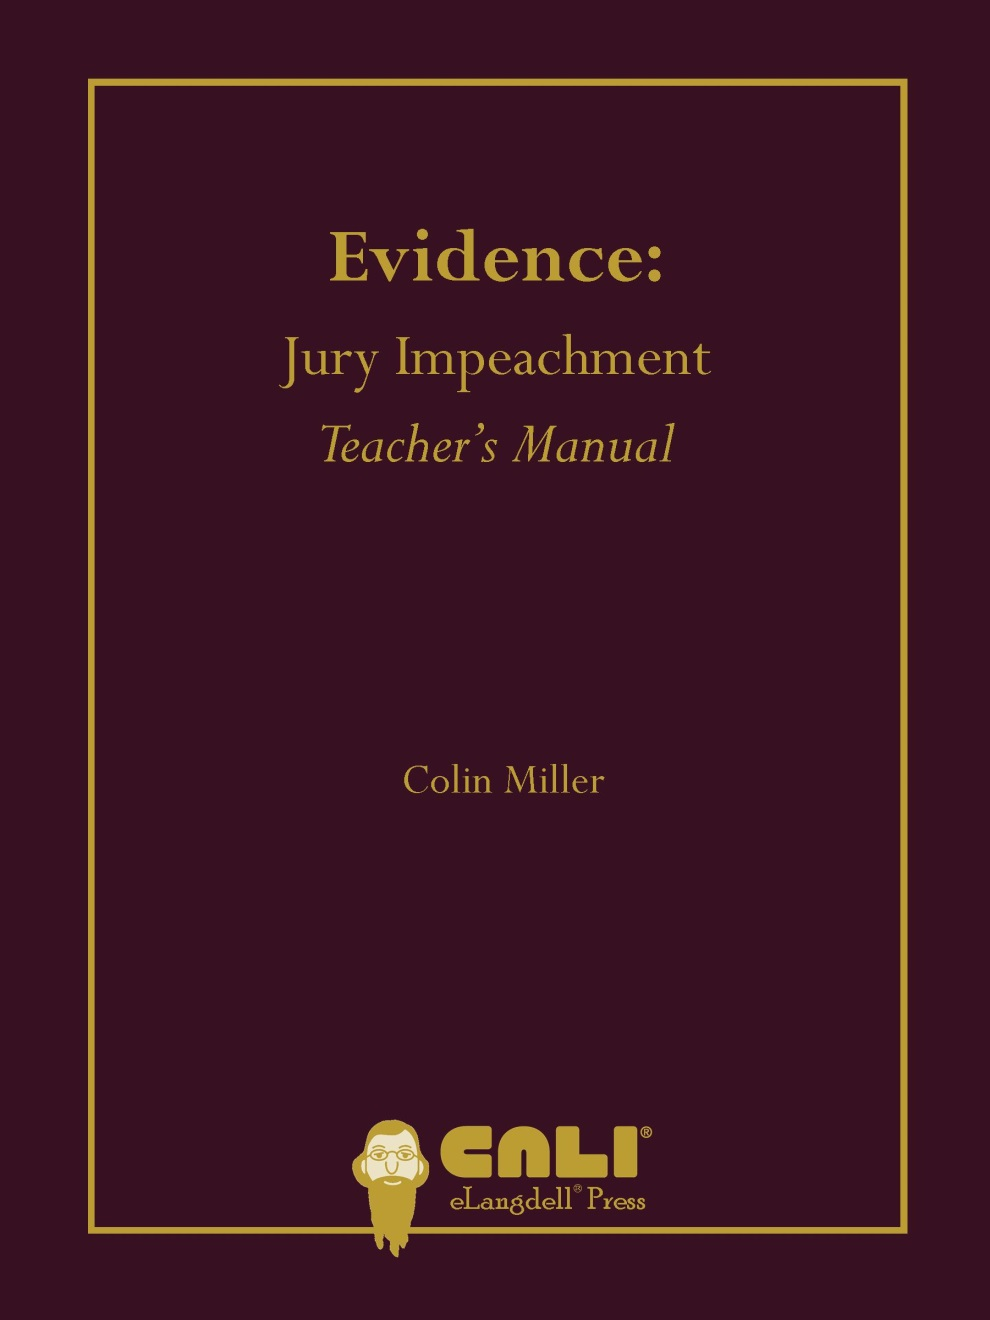 Evidence:
Jury Impeachment
Teacher’s Manual
Colin Miller
CALI®
eLangdell® Press